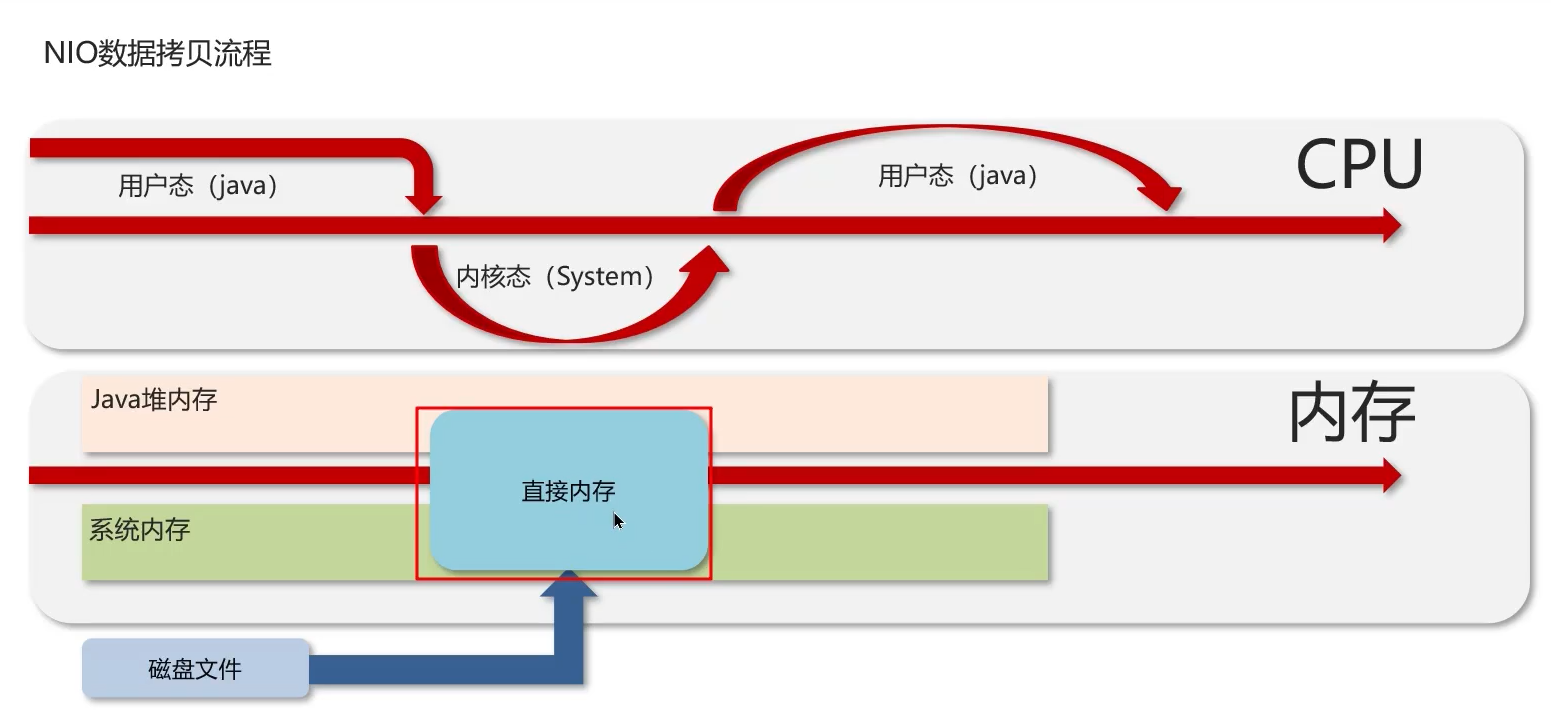 NIO数据拷贝流程
CPU
用户态（java）
用户态（java）
内核态（System）
Java堆内存
内存
直接内存
系统内存
磁盘文件